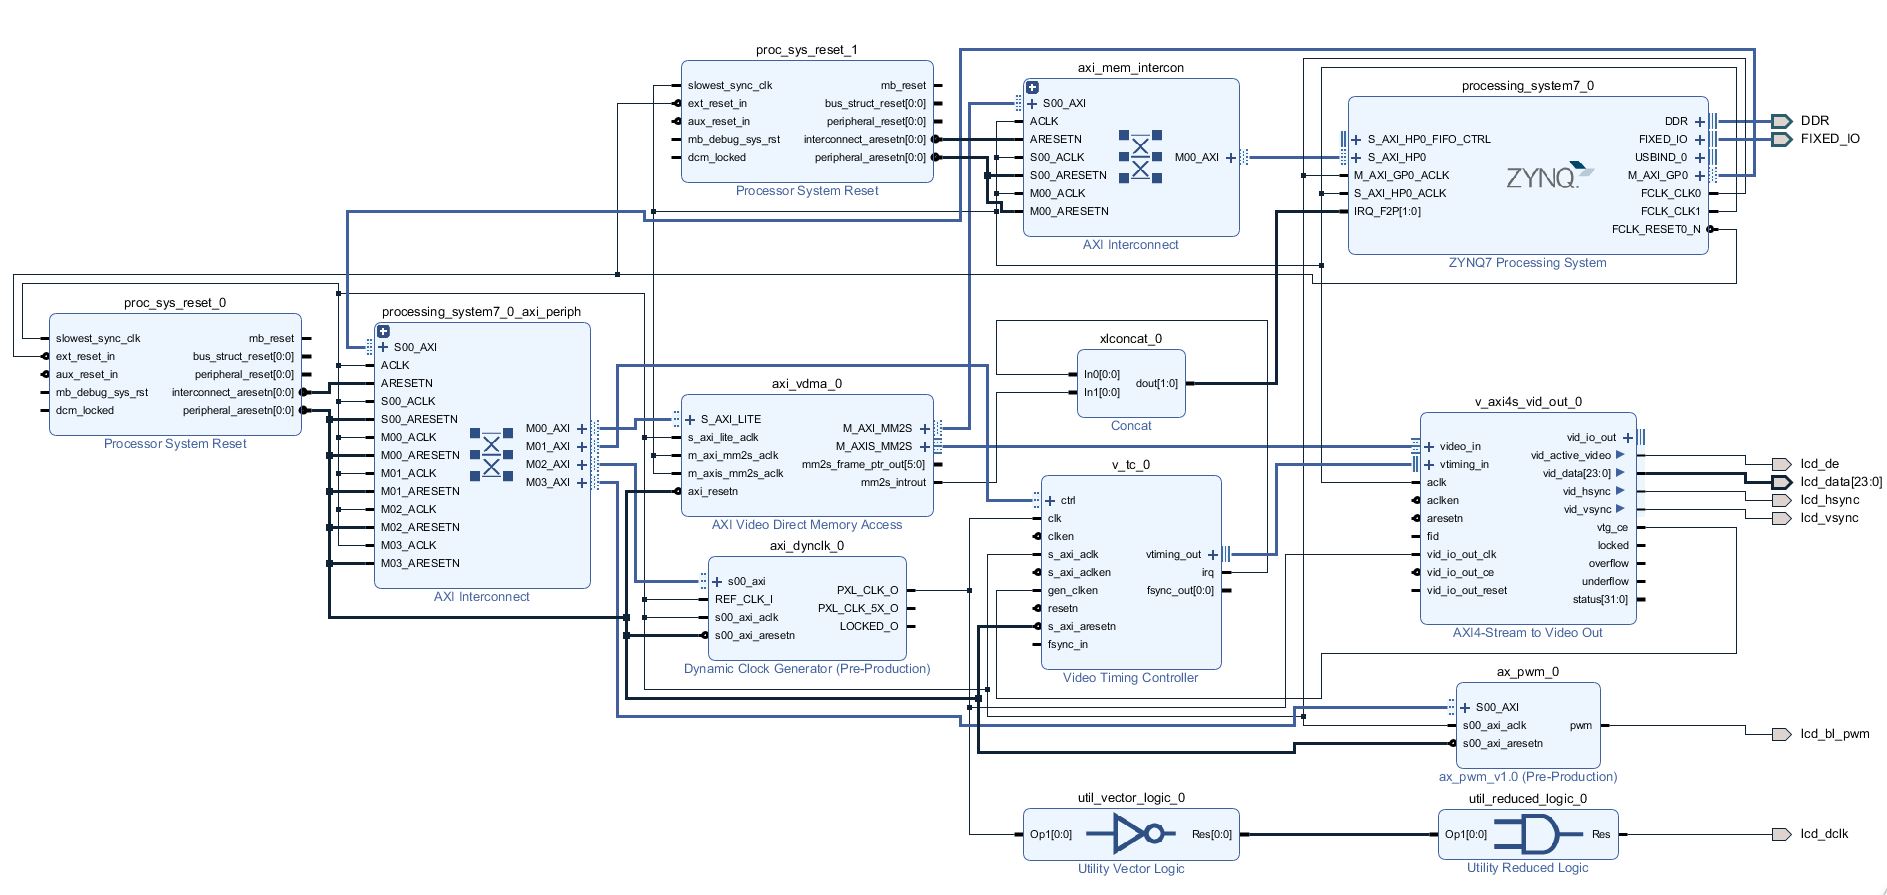 proc_sys_reset_1
slowest_sync_clk
ext_reset_in
aux_reset_in
mb_debug_sys_rst
dcm_locked
mb_reset
bus_struct_reset[0:0]
peripheral_reset[0:0]
interconnect_aresetn[0:0]
peripheral_aresetn[0:0]
Processor System Reset
axi_mem_intercon
S00_AXI
ACLK
ARESETN
S00_ACLK
S00_ARESETN
M00_ACLK
M00_ARESETN
M00_AXI
AXI Interconnect
processing_system7_0
S_AXI_HP0_FIFO_CTRL
S_AXI_HP0
M_AXI_GP0_ACLK
S_AXI_HP0_ACLK
IRQ_F2P[1:0]
ZYNQ
DDR
FIXED_IO
USBIND_0
M_AXI_GP0
FCLK_CLK0
FCLK_CLK1
FCLK_RESET0_N
ZYNQ7 Processing System
DDR
FIXED_IO
proc_sys_reset_0
slowest_sync_clk
ext_reset_in
aux_reset_in
mb_debug_sys_rst
dcm_locked
mb_reset
bus_struct_reset[0:0]
peripheral_reset[0:0]
interconnect_aresetn[0:0]
peripheral_aresetn[0:0]
Processor System Reset
processing_system7_0_axi_periph
S00_AXI
ACLK
ARESETN
S00_ACLK
S00_ARESETN
M00_ACLK
M00_ARESETN
M01_ACLK
M01_ARESETN
M02_ACLK
M02_ARESETN
M03_ACLK
M03_ARESETN
M00_AXI
M01_AXI
M02_AXI
M03_AXI
AXI Interconnect
axi_vdma_0
S_AXI_LITE
s_axi_lite_aclk
m_axi_mm2s_aclk
m_axis_mm2s_aclk
axi_resetn
M_AXI_MM2S
M_AXIS_MM2S
mm2s_frame_ptr_out[5:0]
mm2s_introut
AXI Video Direct Memory Access
axi_dynclk_0
s00_axi
REF_CLK_I
s00_axi_aclk
s00_axi_aresetn
PXL_CLK_O
PXL_CLK_5X_O
LOCKED_O
Dynamic Clock Generator (Pre-Production)
xlconcat_0
In0[0:0]
In1[0:0]
dout[1:0]
Concat
v_tc_0
ctrl
clk
clken
s_axi_aclk
s_axi_aclken
gen_clken
resetn
s_axi_aresetn
fsync_in
vtiming_out
irq
fsync_out[0:0]
Video Timing Controller
v_axi4s_vid_out_0
video_in
vtiming_in
aclk
aclken
aresetn
fid
vid_io_out_clk
vid_io_out_ce
vid_io_out_reset
vid_io_out
vid_active_video
vid_data[23:0]
vid_hsync
vid_vsync
vtg_ce
locked
overflow
underflow
status[31:0]
AXI4-Stream to Video Out
lcd_de
lcd_data[23:0]
lcd_hsync
lcd_vsync
ax_pwm_0
S00_AXI
s00_axi_aclk
s00_axi_aresetn
pwm
ax_pwm_v1.0 (Pre-Production)
lcd_bl_pwm
util_vector_logic_0
Op1[0:0]
Res[0:0]
Utility Vector Logic
util_reduced_logic_0
Op1[0:0]
Res
Utility Reduced Logic
lcd_dclk